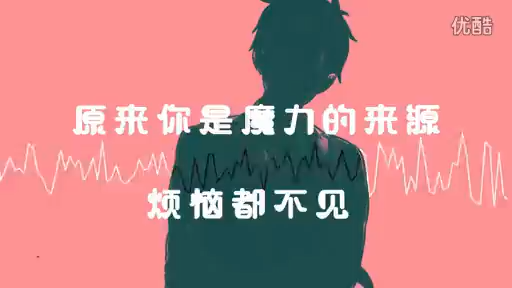 优酷
原来你是魔力的来源
烦恼都不见